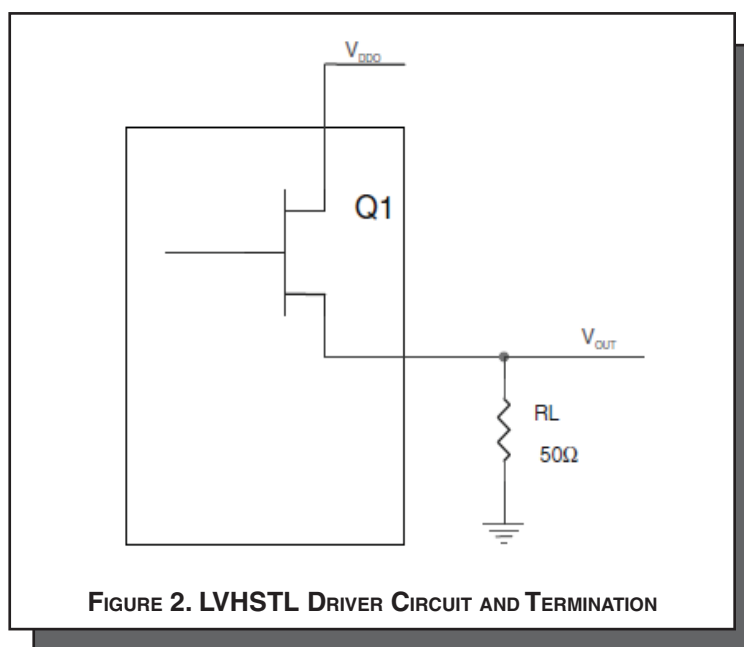 VDDO
Q1
VOUT
RL
50Ω
FIGURE 2. LVHSTL DRIVER CIRCUIT AND TERMINATION